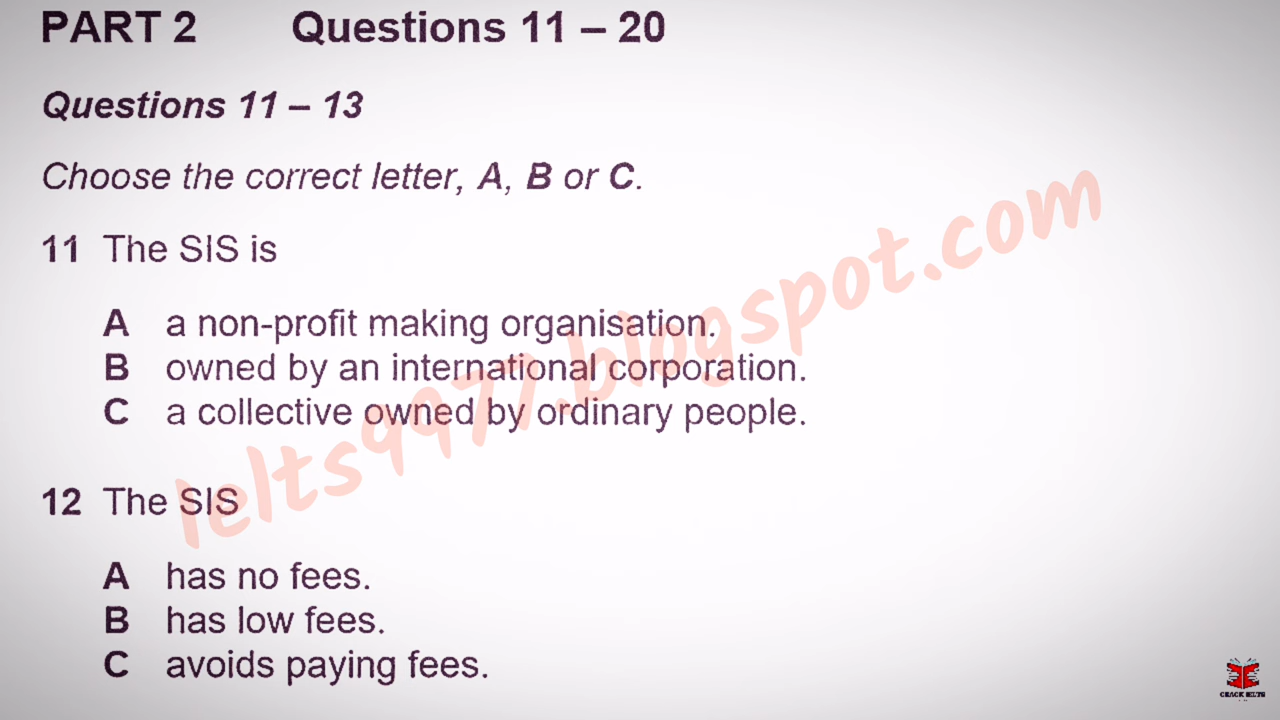 PART 2 Questions 11 – 20
Questions 11 – 13
Choose the correct letter, A, B or C.
11 The SIS is
A a non-profit making organisation.
B owned by an international corporation.
C a collective owned by ordinary people.
Ielts9977.blogspot.com
12 The SIS
A has no fees.
B has low fees.
C avoids paying fees.
CRACK IELTS